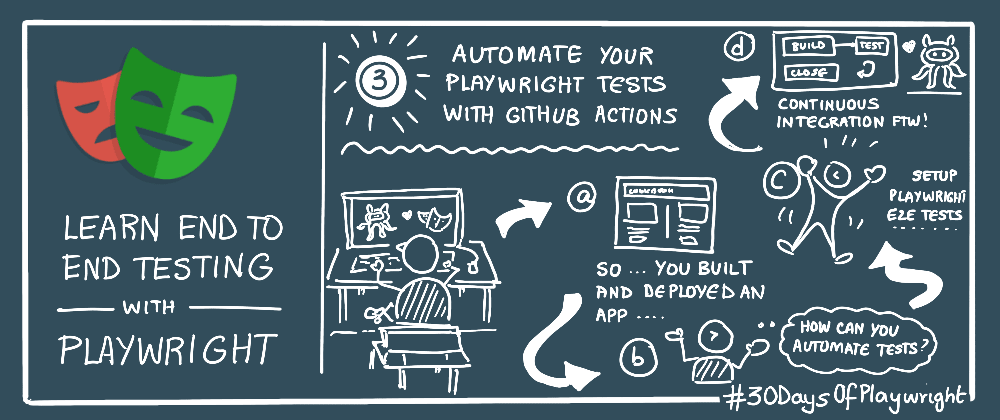 LEARN END TO
END TESTING
WITH
PLAYWRIGHT
3
AUTOMATE YOUR
PLAYWRIGHT TESTS
WITH GITHUB ACTIONS
a
SO ... YOU BUILT
AND DEPLOYED AN
APP ....
b
HOW CAN YOU
AUTOMATE TESTS?
C
SETUP
PLAYWRIGHT
E2E TESTS
d
BUILD
TEST
CLOSE
CONTINUOUS
INTEGRATION FTW!
#30DaysOfPlaywright